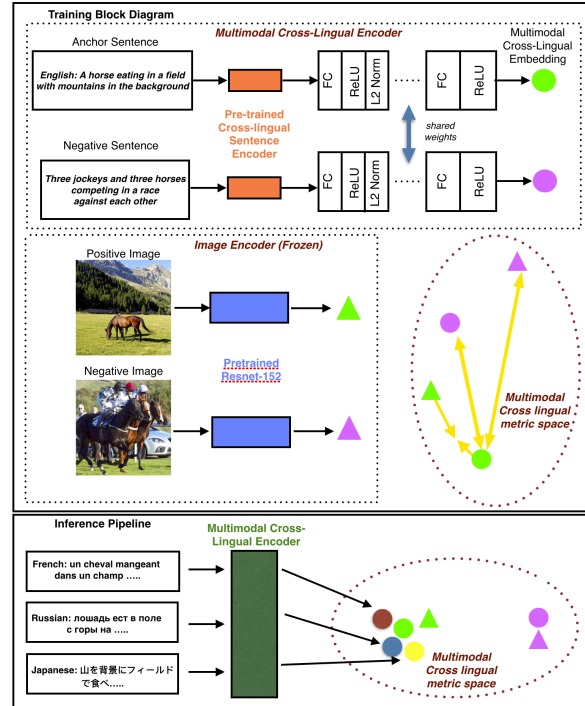 Training Block Diagram
Anchor Sentence
Multimodal Cross-Lingual Encoder
Multimodal
Cross-Lingual
Embedding
English: A horse eating in a field
with mountains in the background
FC
ReLU
L2 Norm
......
FC
ReLU
Pre-trained
Cross-lingual
Sentence
Encoder
shared
weights
Negative Sentence
Three jockeys and three horses
competing in a race
against each other
FC
ReLU
L2 Norm
......
FC
ReLU
Image Encoder (Frozen)
Positive Image
Pretrained
Resnet-152
Negative Image
Multimodal
Cross lingual
metric space
Inference Pipeline
Multimodal Cross-
Lingual Encoder
French: un cheval mangeant
dans un champ .....
Russian: лошадь ест в поле
с горы на .....
Japanese: 山を背景にフィールド
で食べ.....
Multimodal
Cross lingual
metric space